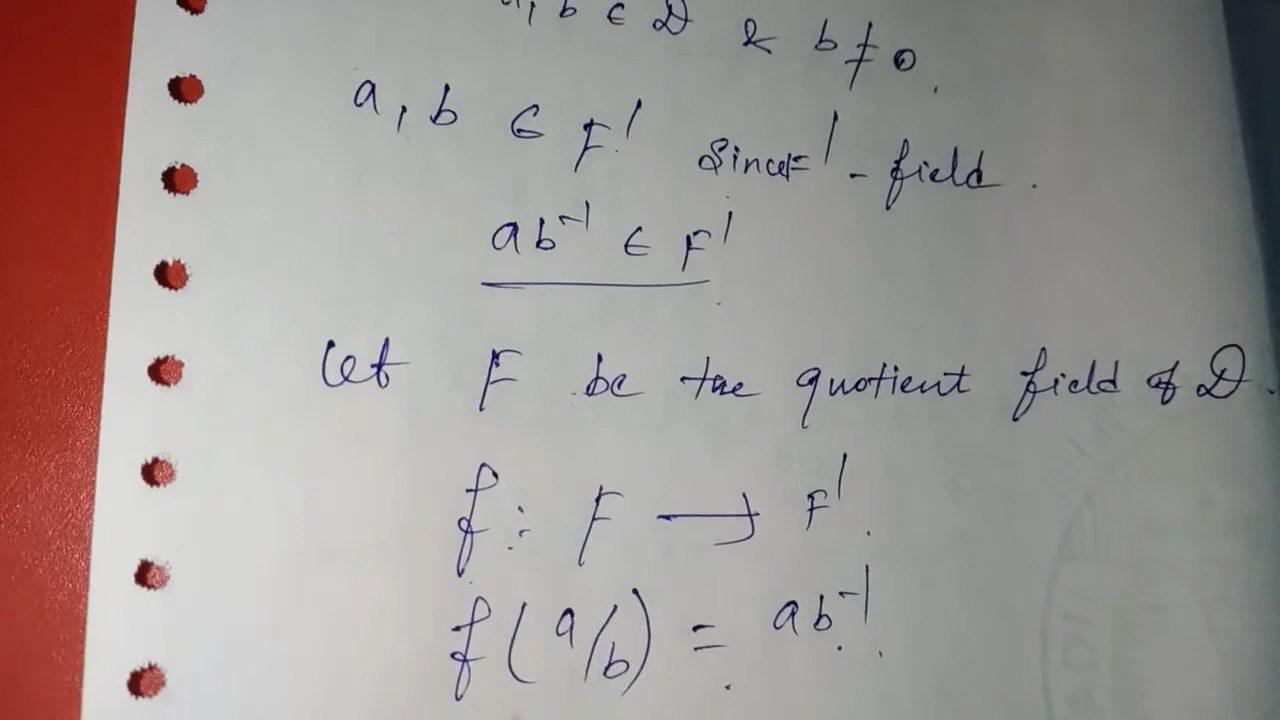 a, b ∈ D & b ≠ 0.
a, b ∈ F' Since F' - field.
ab⁻¹ ∈ F'
Let F be the quotient field of D.
f : F → F'.
f(a/b) = ab⁻¹.